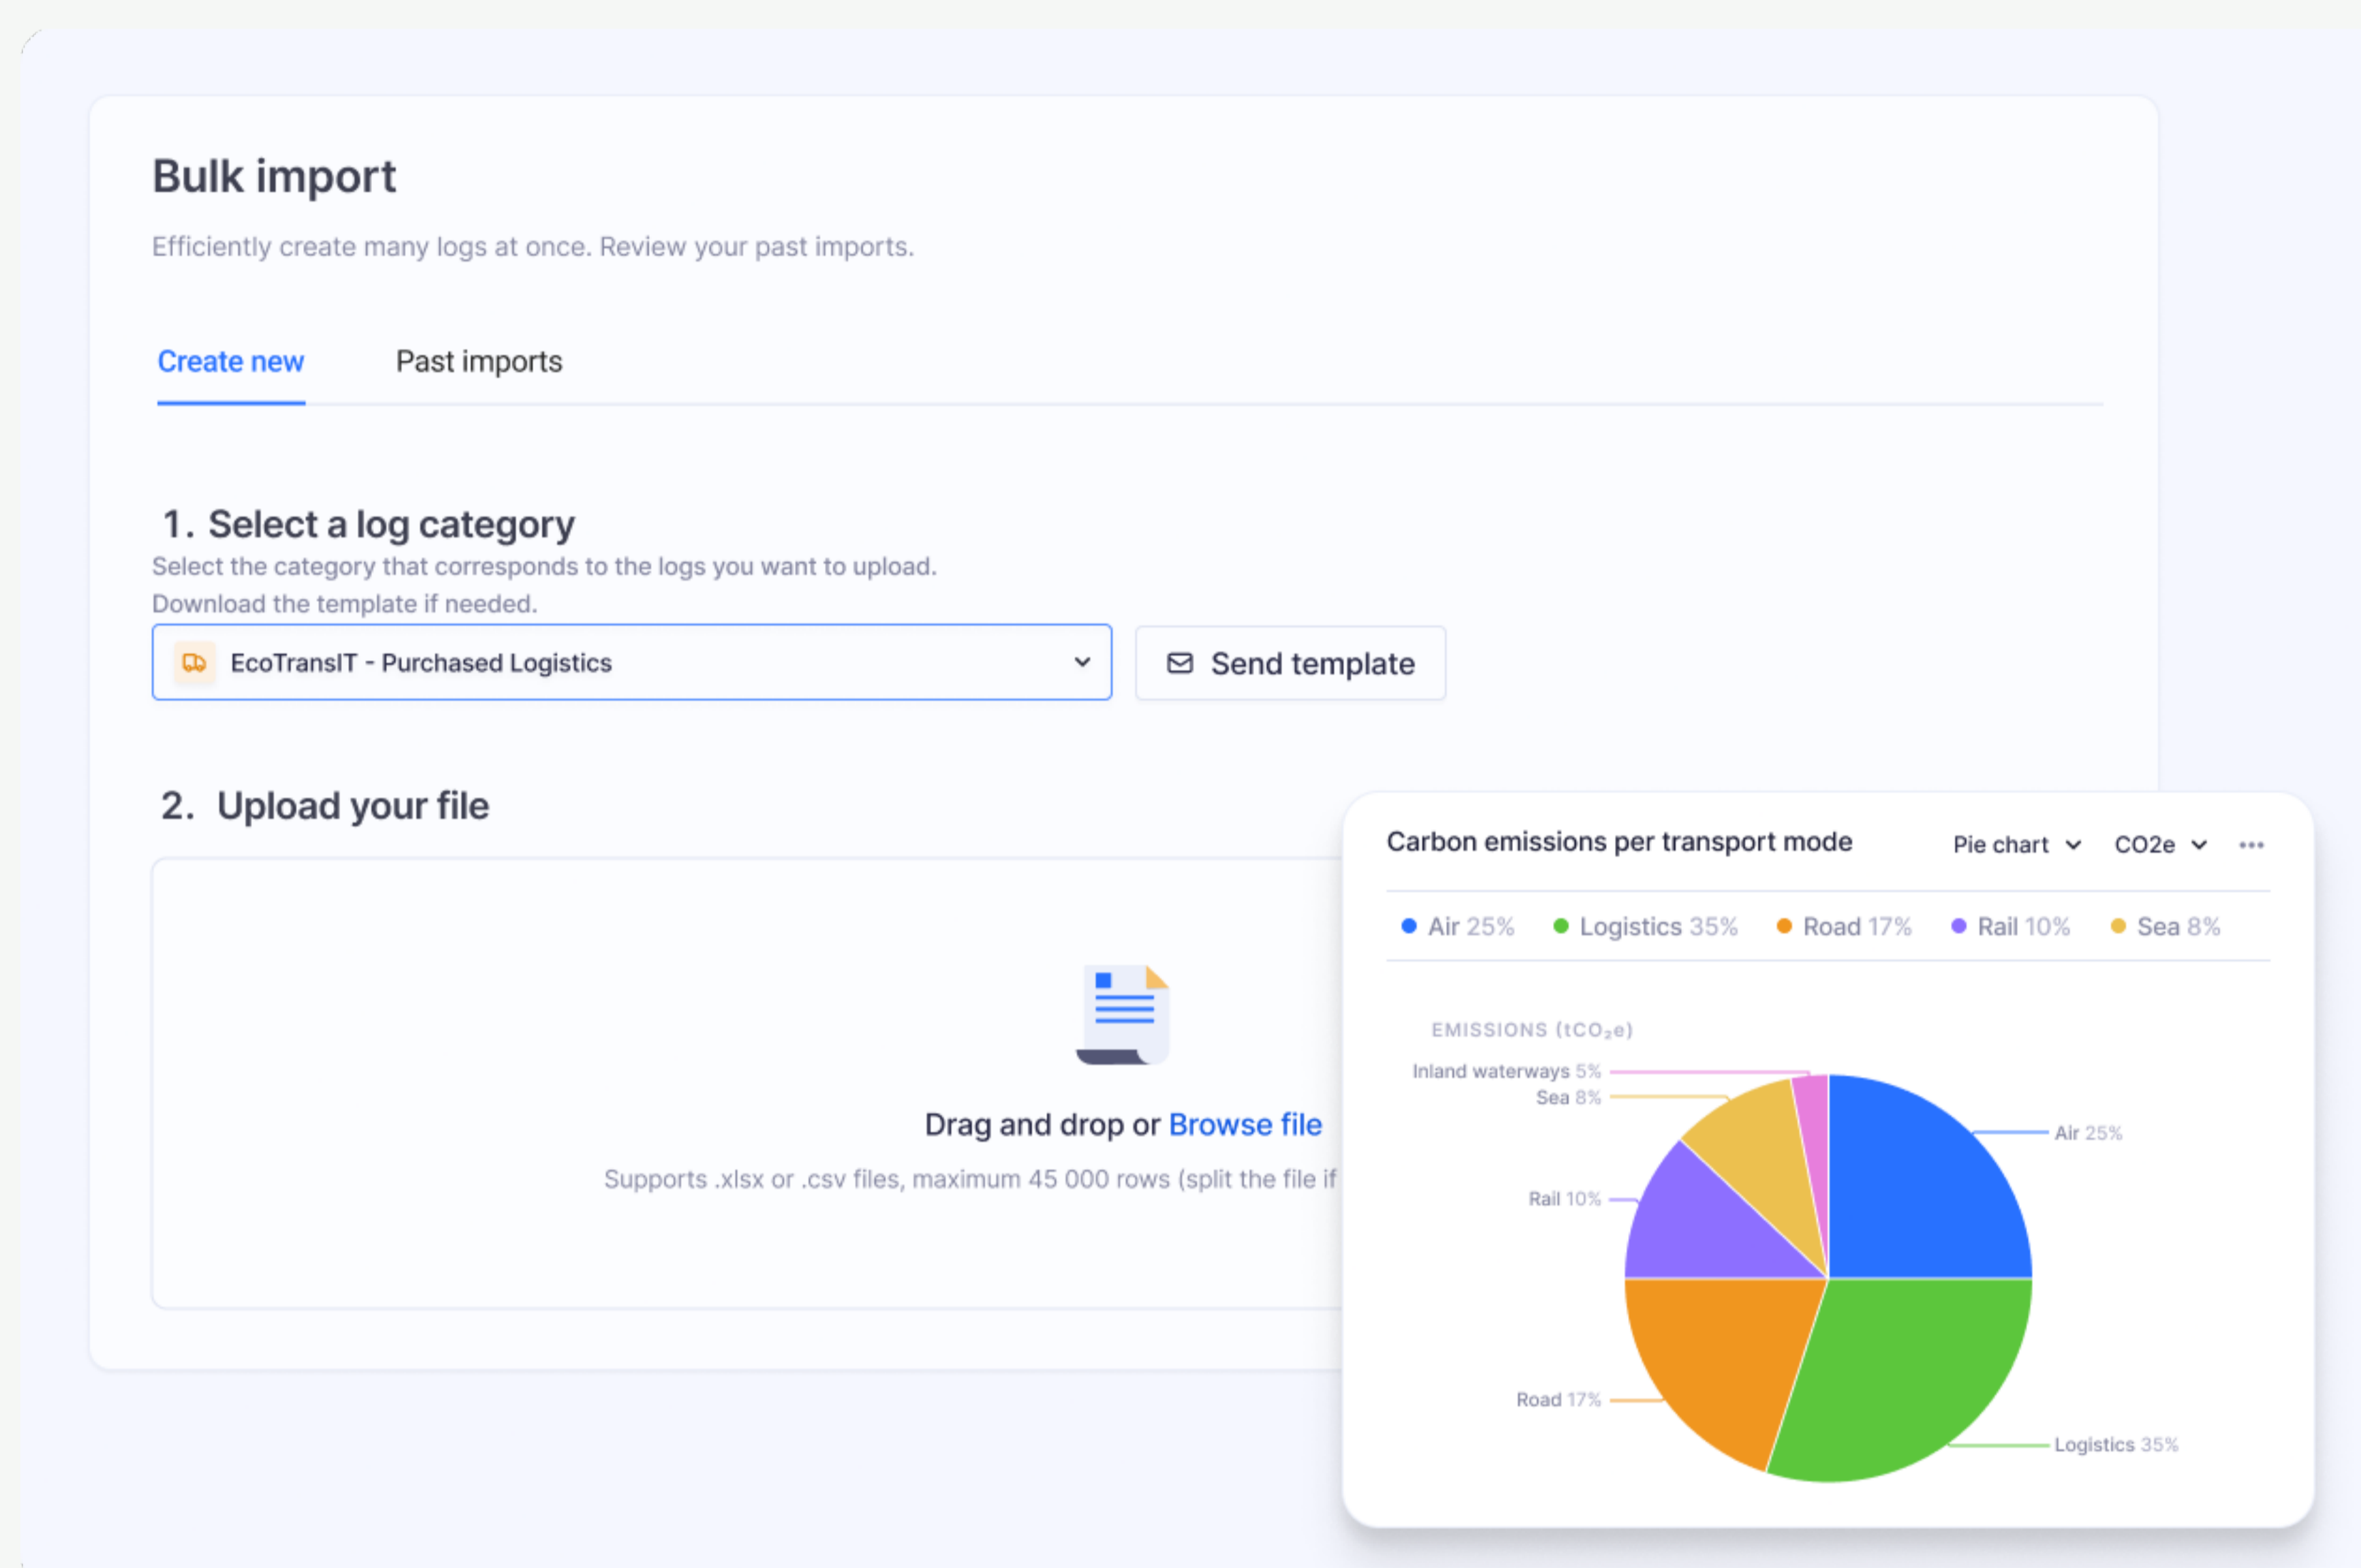 Bulk import
Efficiently create many logs at once. Review your past imports.
Create new
Past imports
1. Select a log category
Select the category that corresponds to the logs you want to upload.
Download the template if needed.
EcoTransIT - Purchased Logistics
Send template
2. Upload your file
Drag and drop or Browse file
Supports .xlsx or .csv files, maximum 45 000 rows (split the file if
Carbon emissions per transport mode
Pie chart
CO2e
Air 25%
Logistics 35%
Road 17%
Rail 10%
Sea 8%
EMISSIONS (tCO₂e)
Inland waterways 5%
Sea 8%
Air 25%
Rail 10%
Road 17%
Logistics 35%